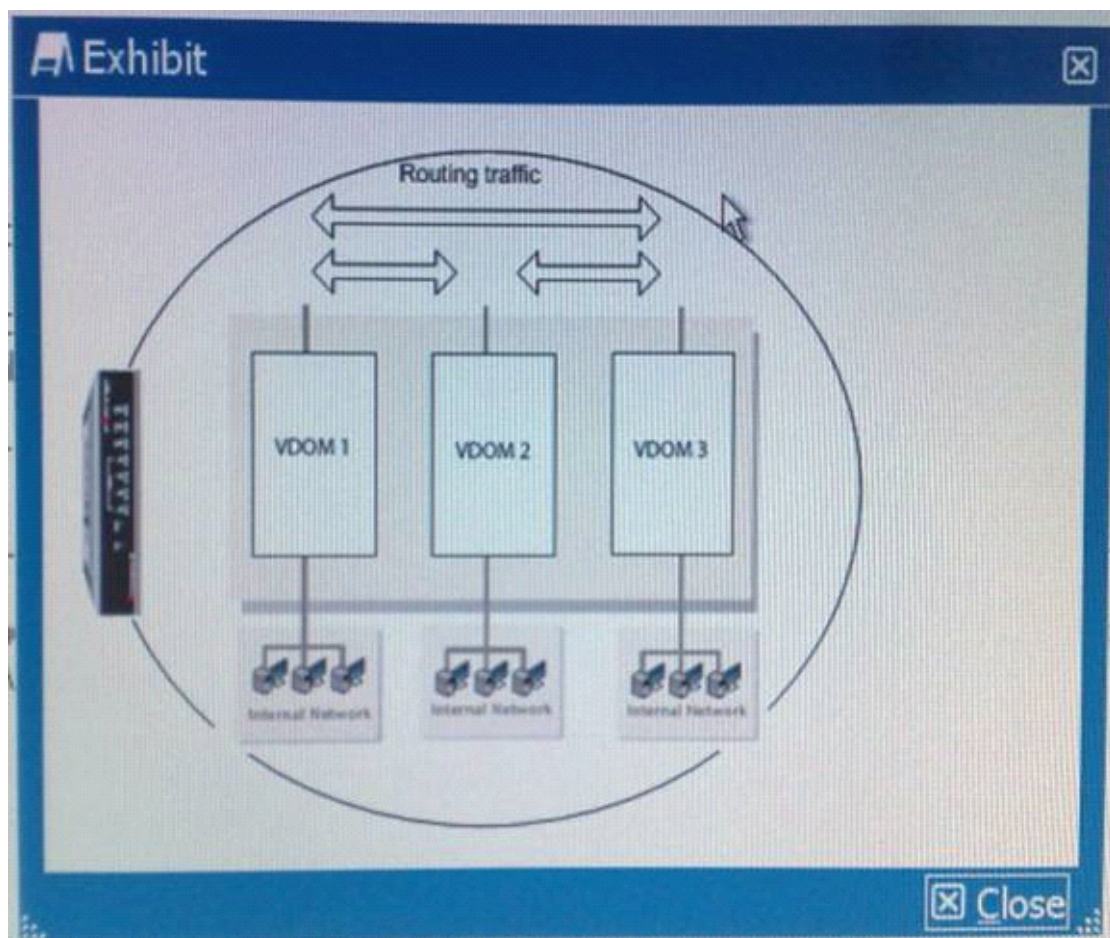 Exhibit
Routing traffic
VDOM 1
VDOM 2
VDOM 3
Internal Network
Internal Network
Internal Network
Close